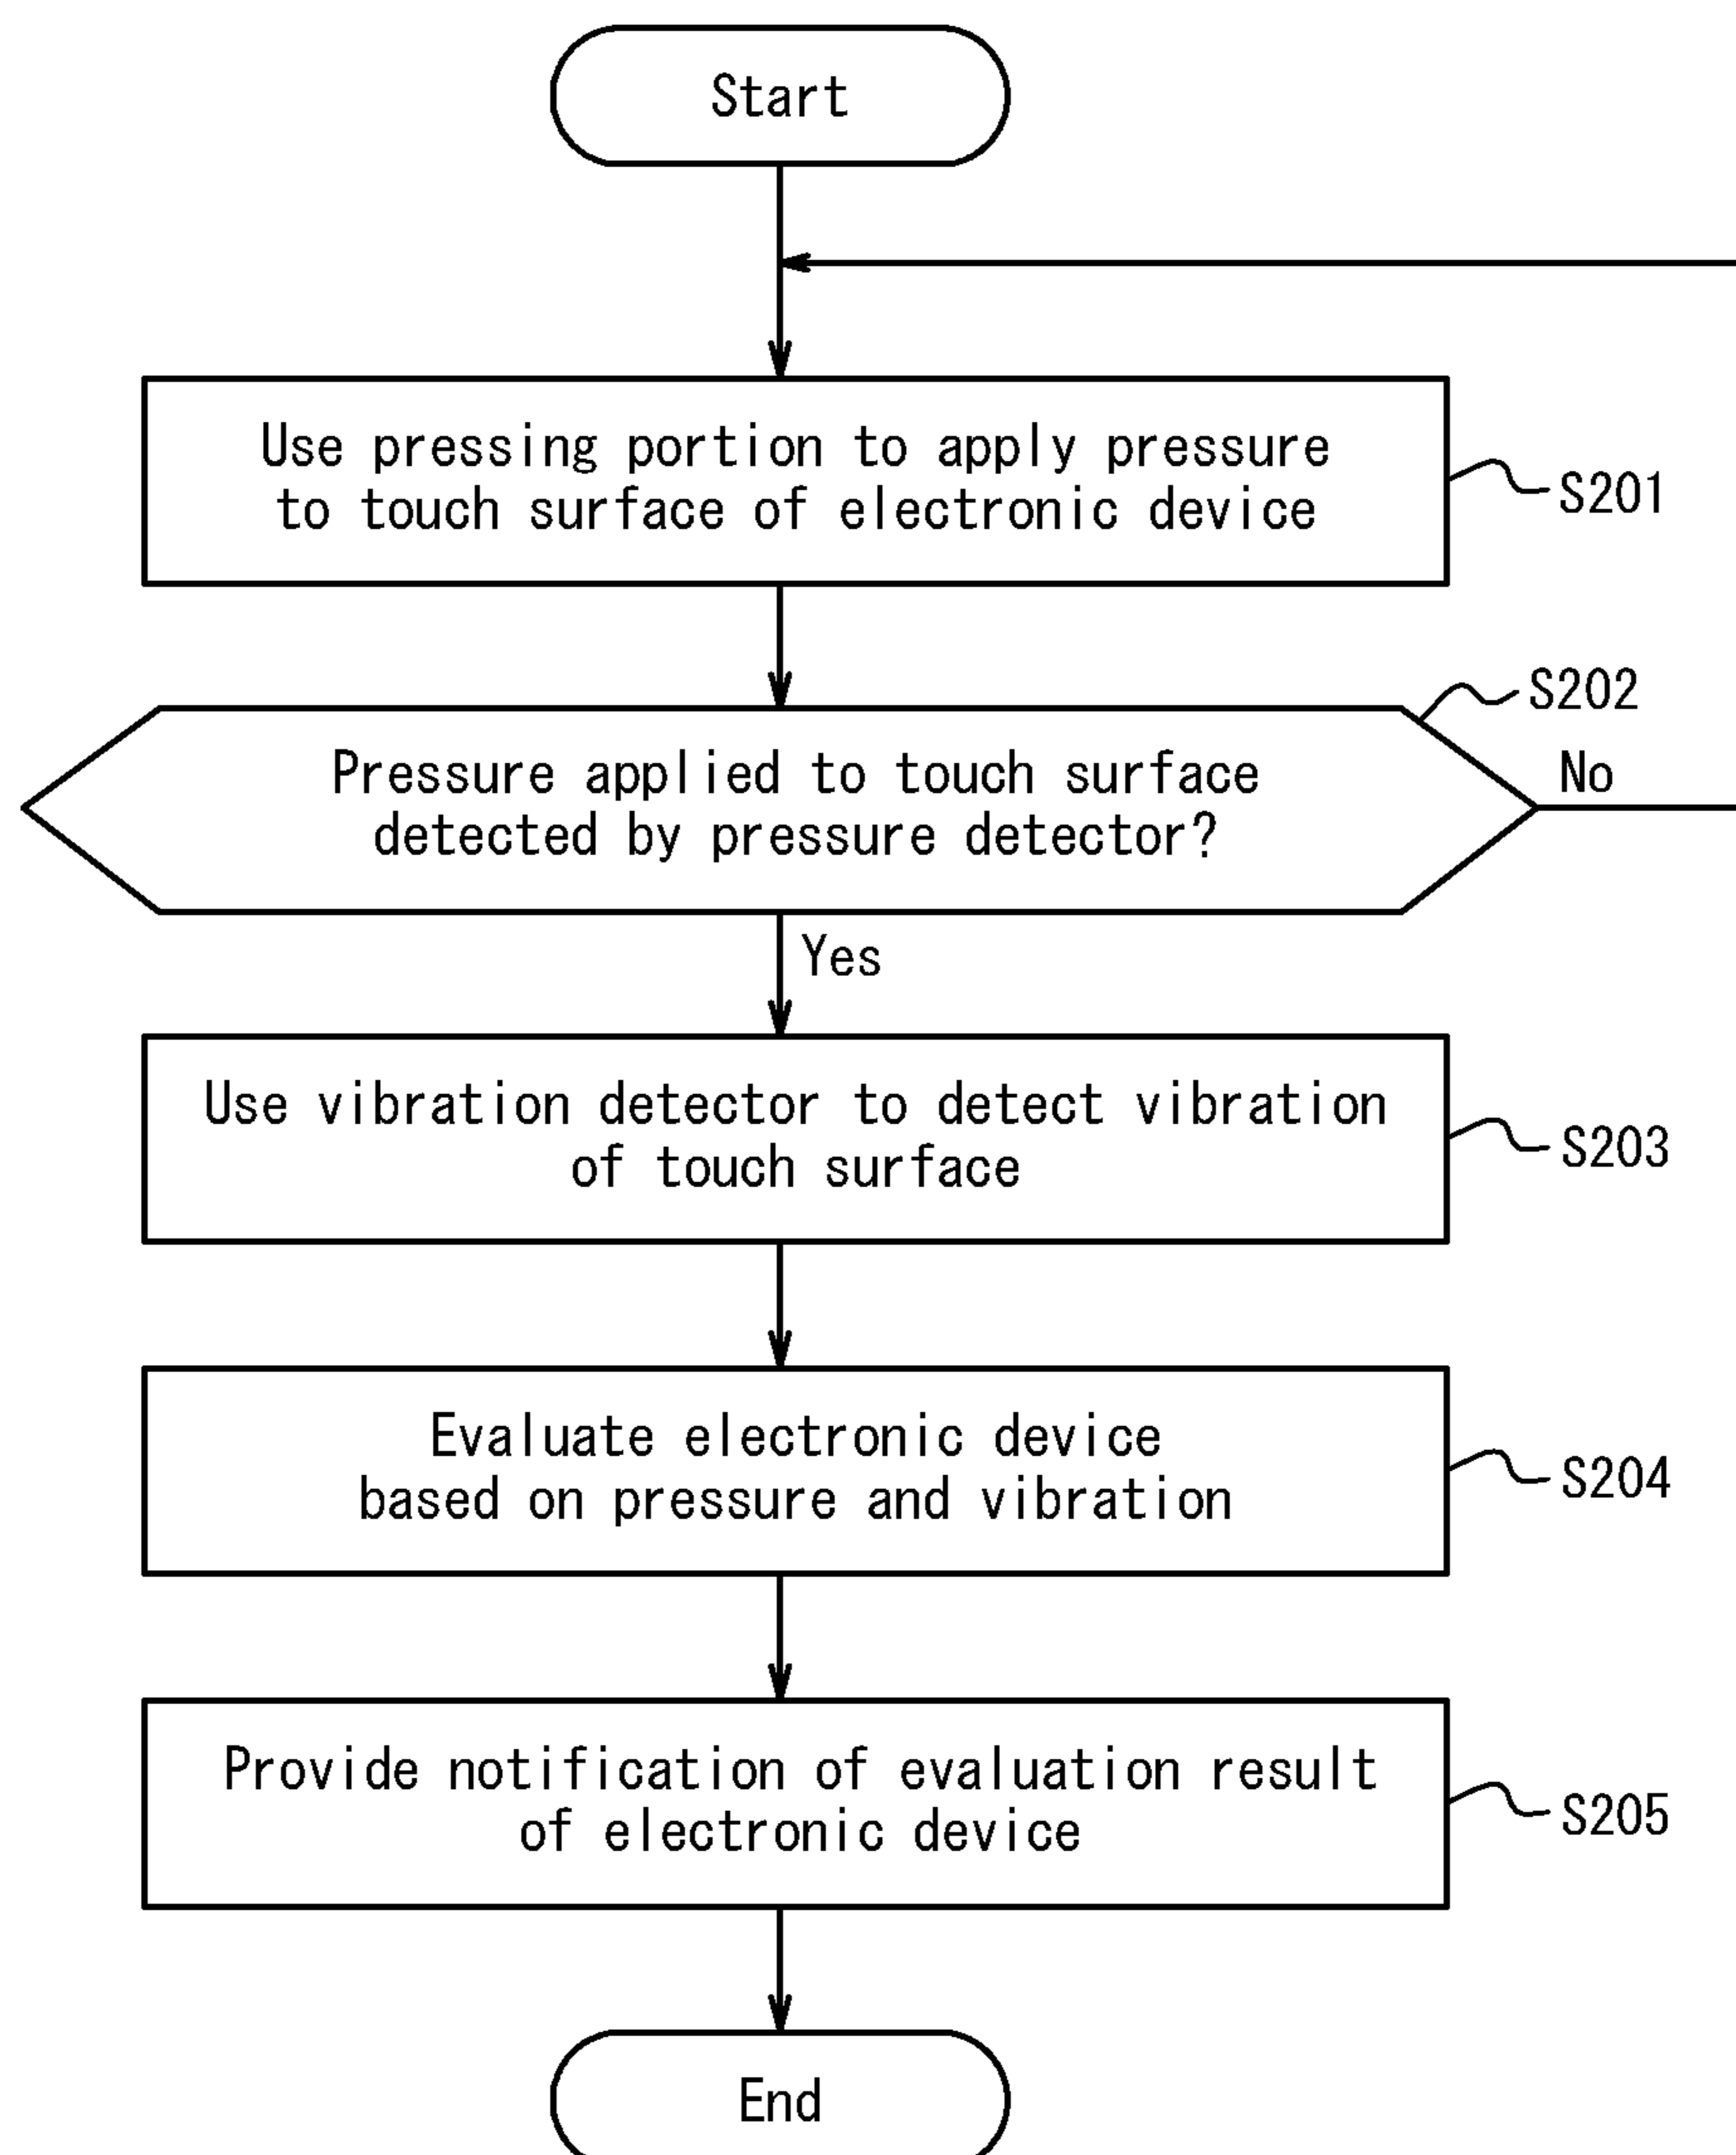 Start
Use pressing portion to apply pressure
to touch surface of electronic device
S201
S202
Pressure applied to touch surface
detected by pressure detector?
No
Yes
Use vibration detector to detect vibration
of touch surface
S203
Evaluate electronic device
based on pressure and vibration
S204
Provide notification of evaluation result
of electronic device
S205
End